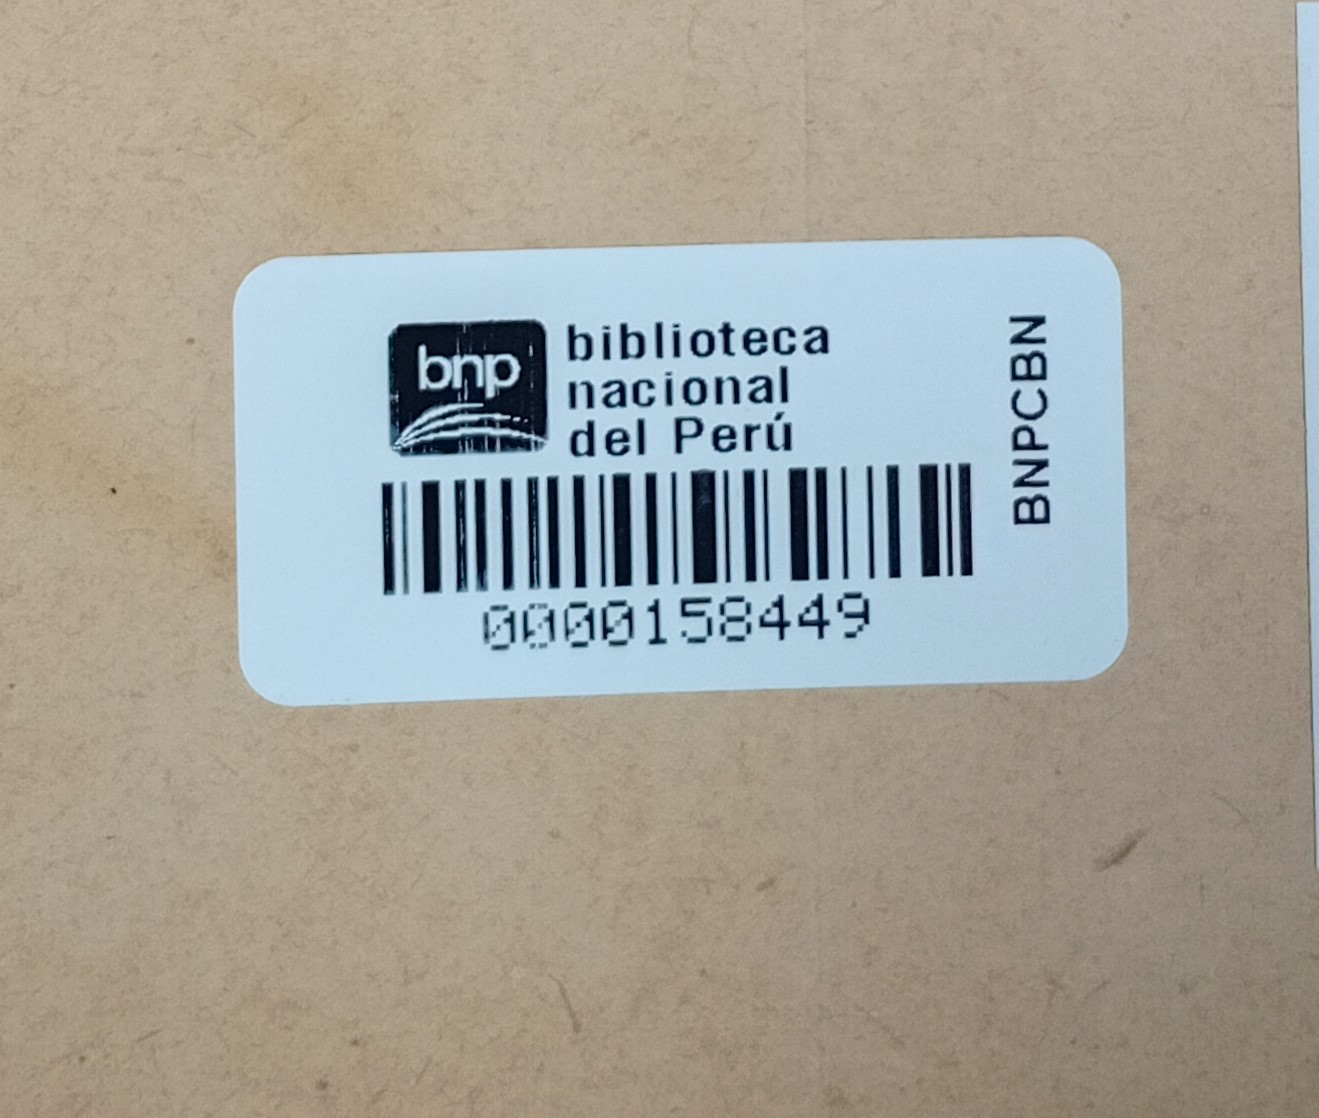 bnp
biblioteca
nacional
del Perú
0000158449
BNPCBN